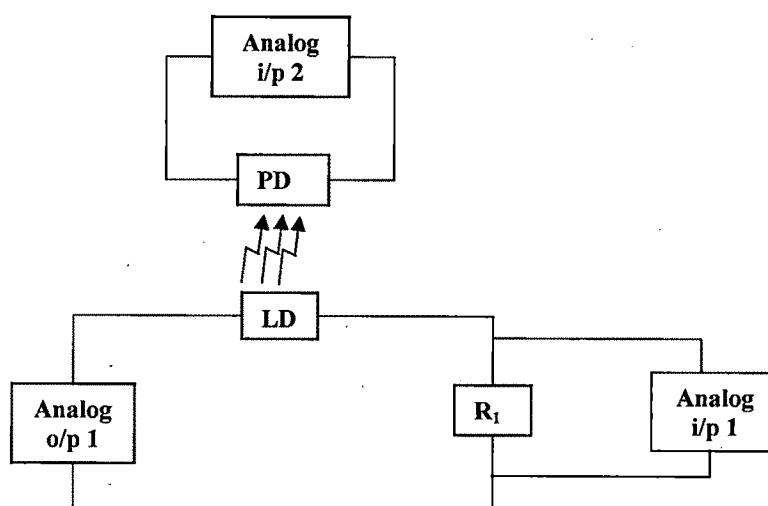 Analog
i/p 2
PD
LD
Analog
o/p 1
R₁
Analog
i/p 1